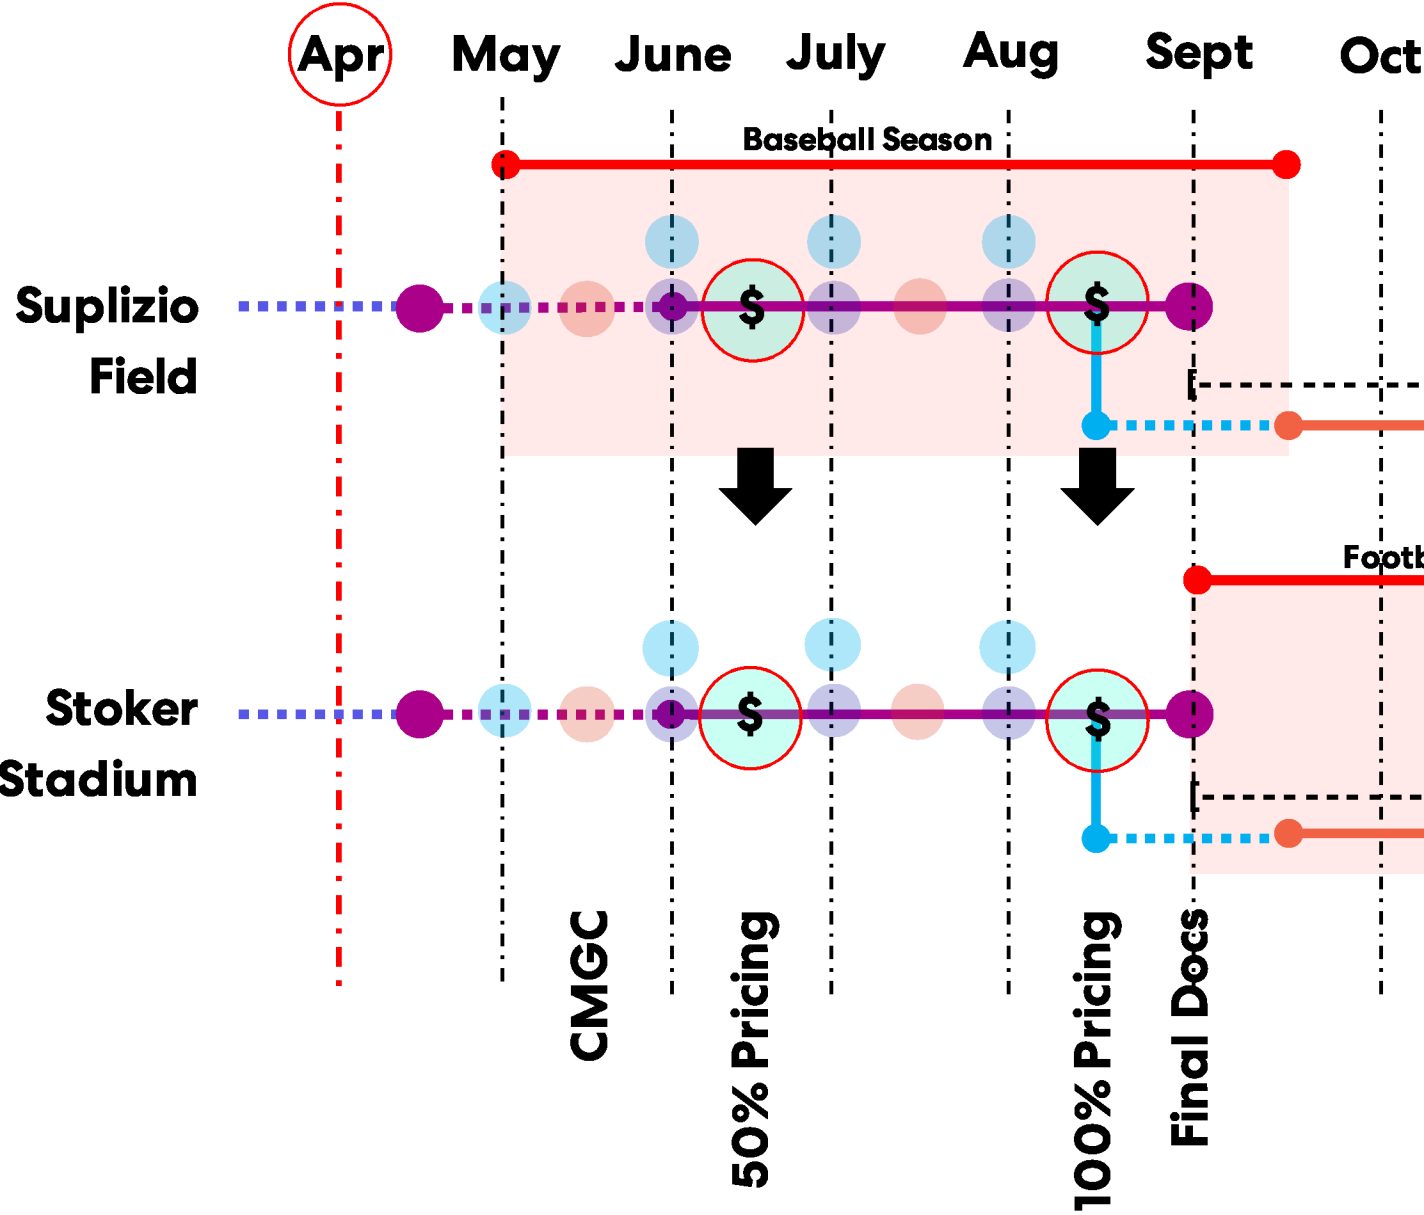 Apr May June July Aug Sept Oct
Baseball Season
$ $
Suplizio
Field
Footb
$ $
Stoker
Stadium
CMGC
50% Pricing
100% Pricing
Final Docs